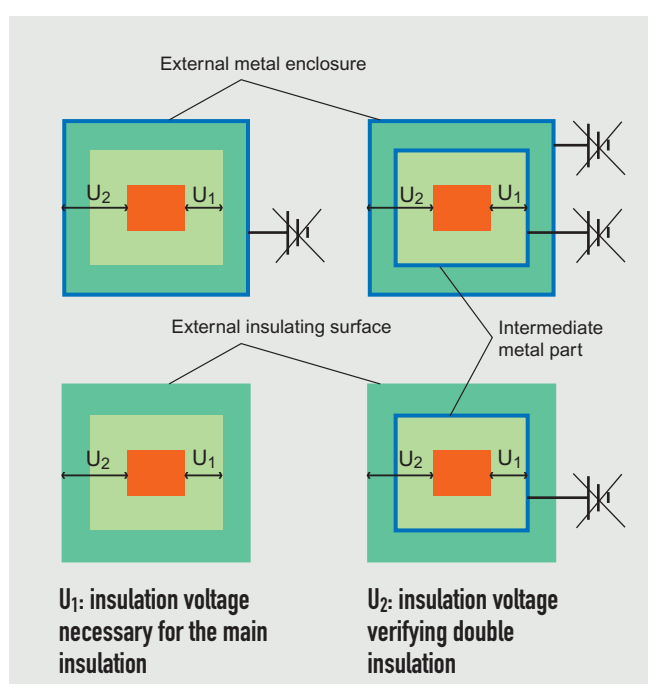 External metal enclosure
U2
U1
U2
U1
External insulating surface
Intermediate
metal part
U2
U1
U2
U1
U1: insulation voltage
necessary for the main
insulation
U2: insulation voltage
verifying double
insulation